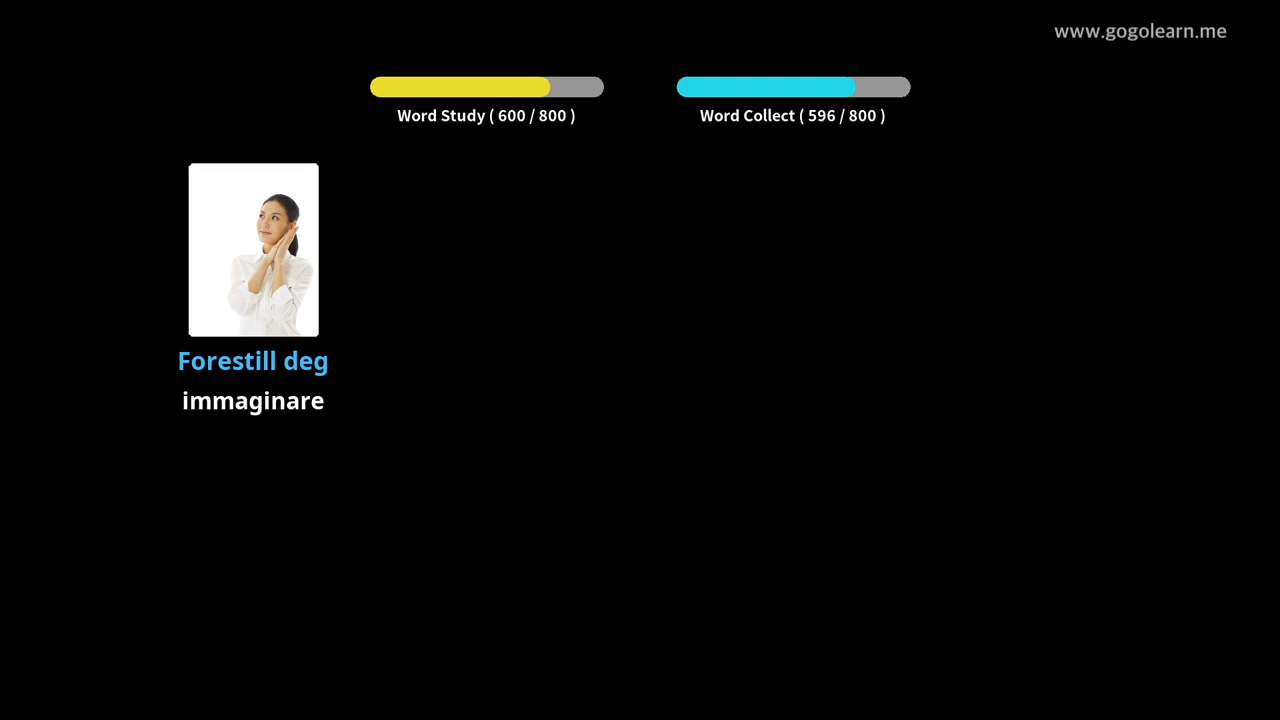 www.gogolearn.me
Word Study ( 600 / 800 )
Word Collect ( 596 / 800 )
Forestill deg
immaginare